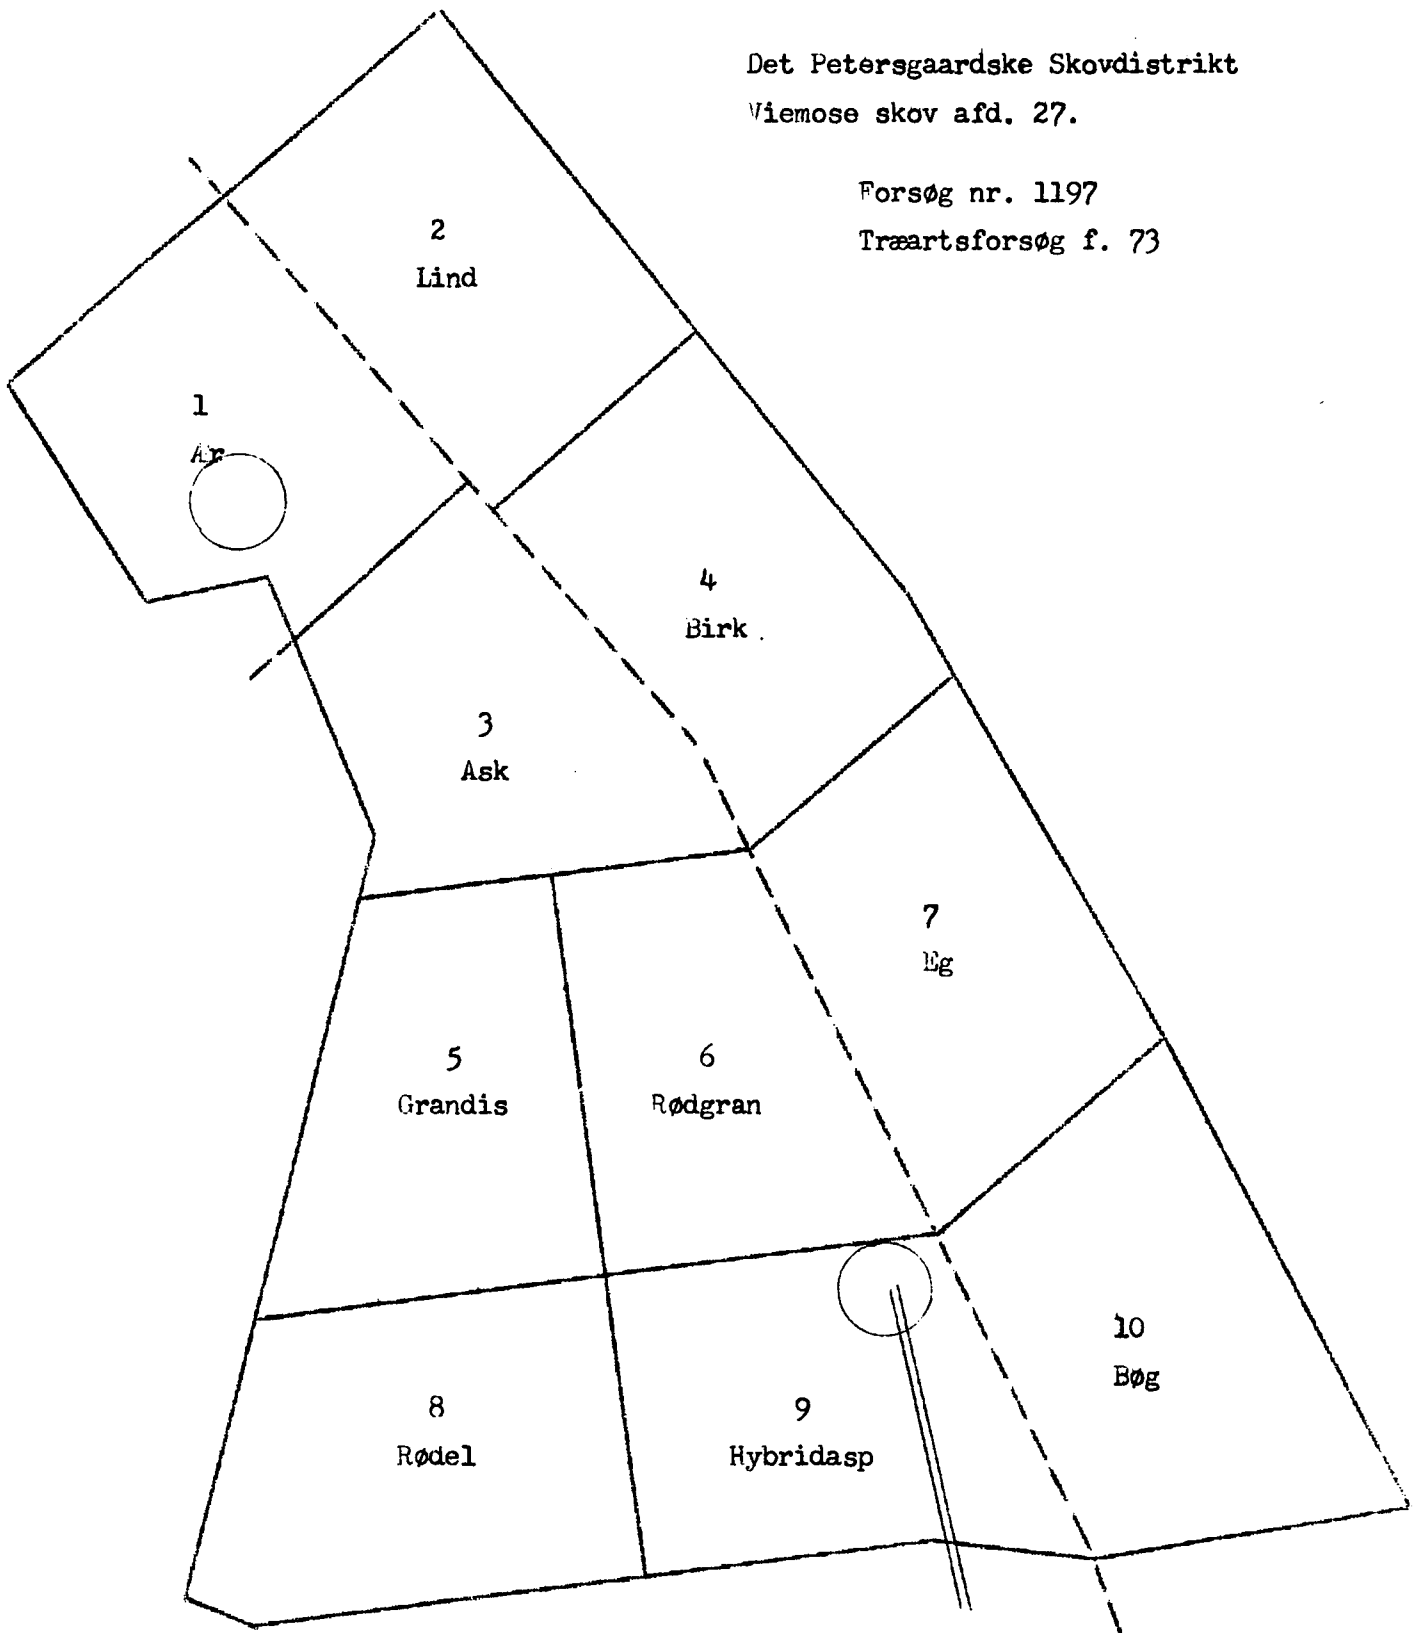 Det Petersgaardske Skovdistrikt
Viemose skov afd. 27.
Forsøg nr. 1197
Træartsforsøg f. 73
2
Lind
1
Ær
4
Birk
3
Ask
7
Eg
5
Grandis
6
Rødgran
10
Bøg
8
Rødel
9
Hybridasp